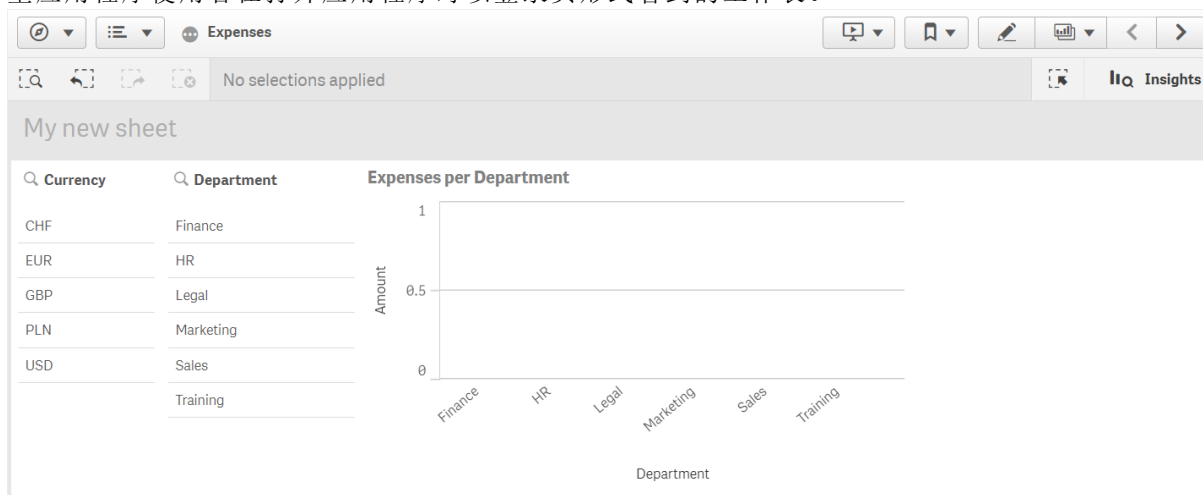 Expenses
No selections applied
Insights
My new sheet
Currency
CHF
EUR
GBP
PLN
USD
Department
Finance
HR
Legal
Marketing
Sales
Training
Expenses per Department
Amount
1
0.5
0
Finance
HR
Legal
Marketing
Sales
Training
Department